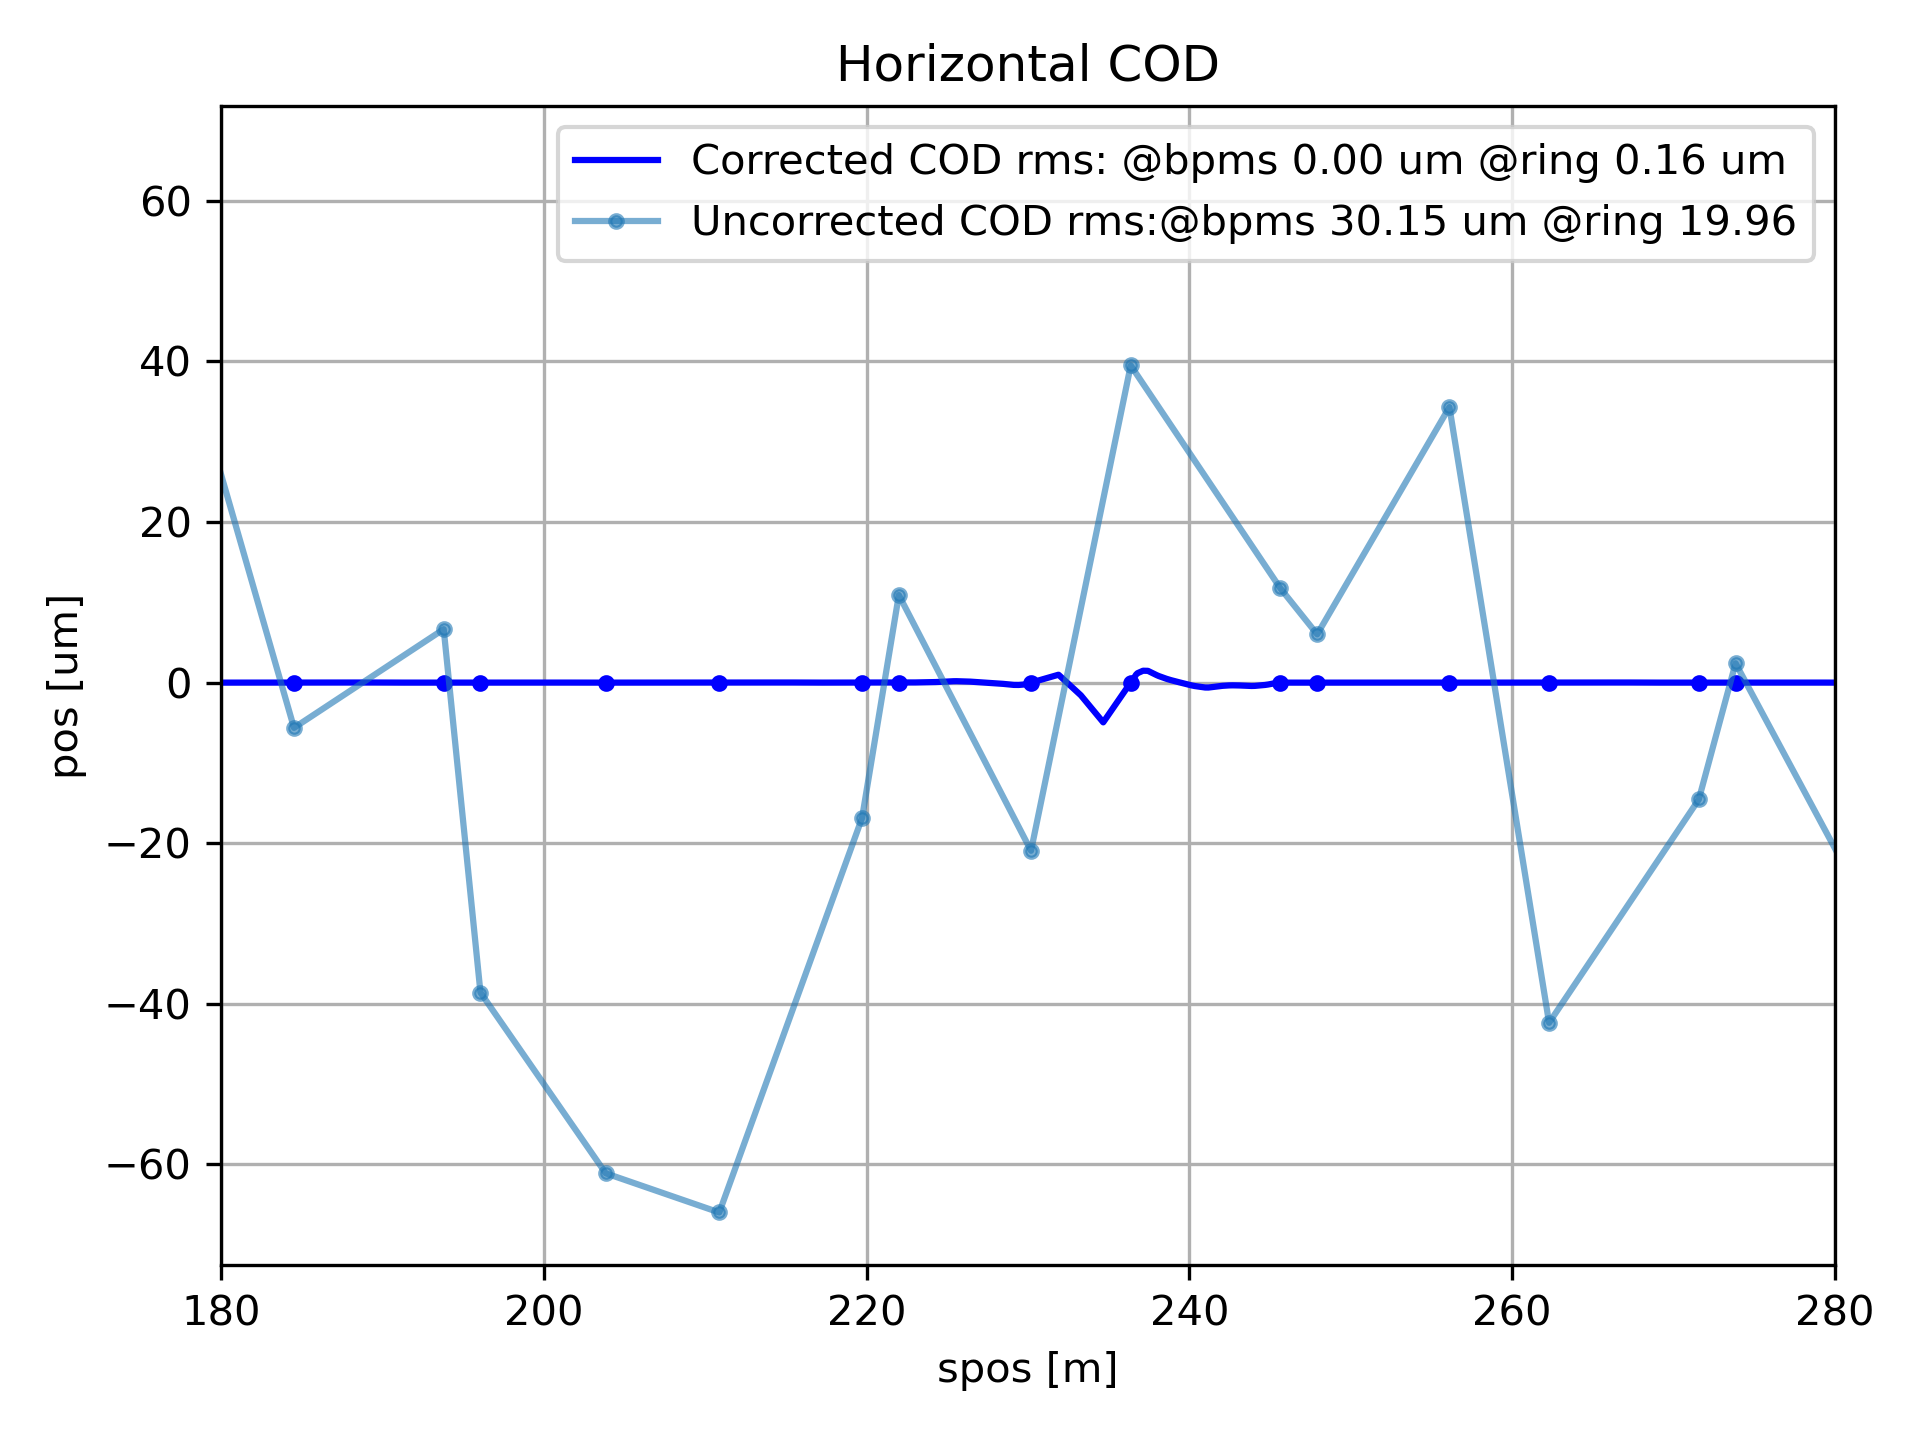 Horizontal COD
Corrected COD rms: @bpms 0.00 um @ring 0.16 um
Uncorrected COD rms:@bpms 30.15 um @ring 19.96
60
40
20
0
−20
−40
−60
pos [um]
180 200 220 240 260 280
spos [m]